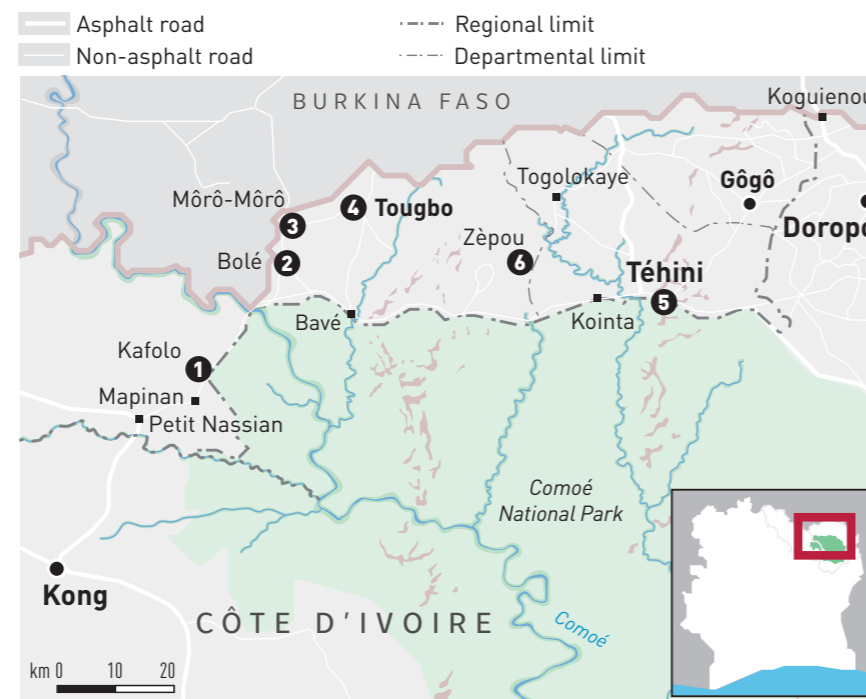 Asphalt road
Regional limit
Non-asphalt road
Departmental limit
BURKINA FASO
Koguienou
Togolokaye
Gôgô
Môrô-Môrô
3
4 Tougbo
Doropo
Zèpou
6
Bolé 2
Téhini
5
Bavé
Kointa
Kafolo
1
Mapinan
Petit Nassian
Comoé
National Park
Kong
CÔTE D'IVOIRE
Comoé
km 0 10 20